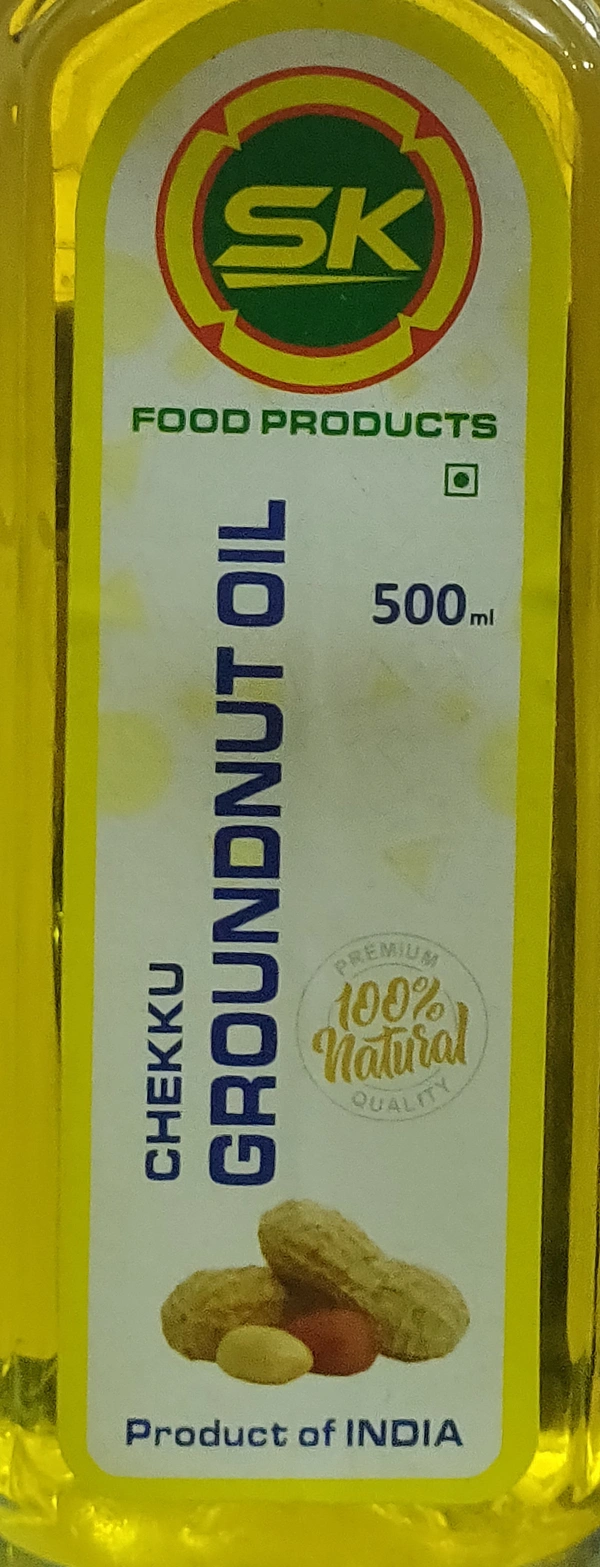 SK
FOOD PRODUCTS
500ml
CHEKKU
GROUNDNUT OIL
PREMIUM
100%
Natural
QUALITY
Product of INDIA